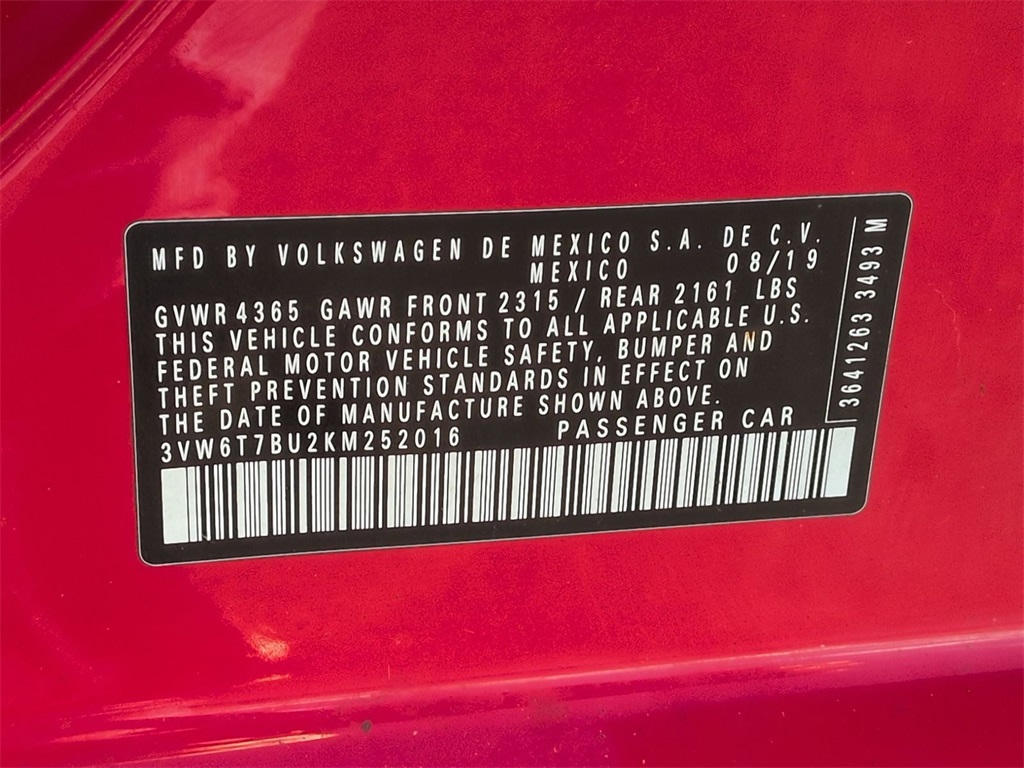 MFD BY VOLKSWAGEN DE MEXICO S.A. DE C.V.
MEXICO 08/19
GVWR 4365 GAWR FRONT 2315 / REAR 2161 LBS
THIS VEHICLE CONFORMS TO ALL APPLICABLE U.S.
FEDERAL MOTOR VEHICLE SAFETY, BUMPER AND
THEFT PREVENTION STANDARDS IN EFFECT ON
THE DATE OF MANUFACTURE SHOWN ABOVE.
3VW6T7BU2KM252016 PASSENGER CAR
3641263 3493 M